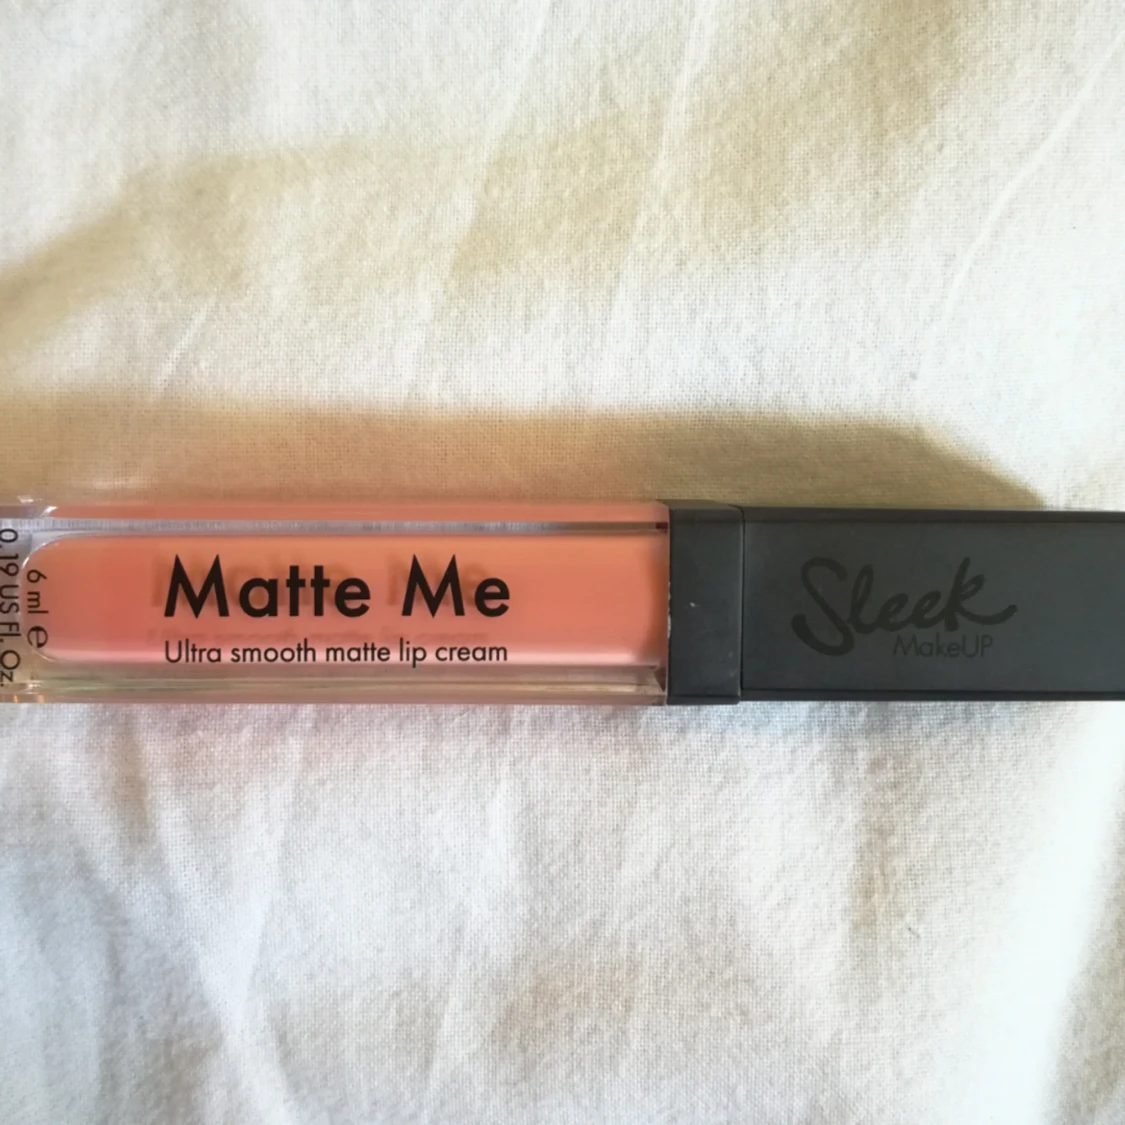 Matte Me
Ultra smooth matte lip cream
6 ml e
0.19 US fl. Oz.
Sleek
MakeUP